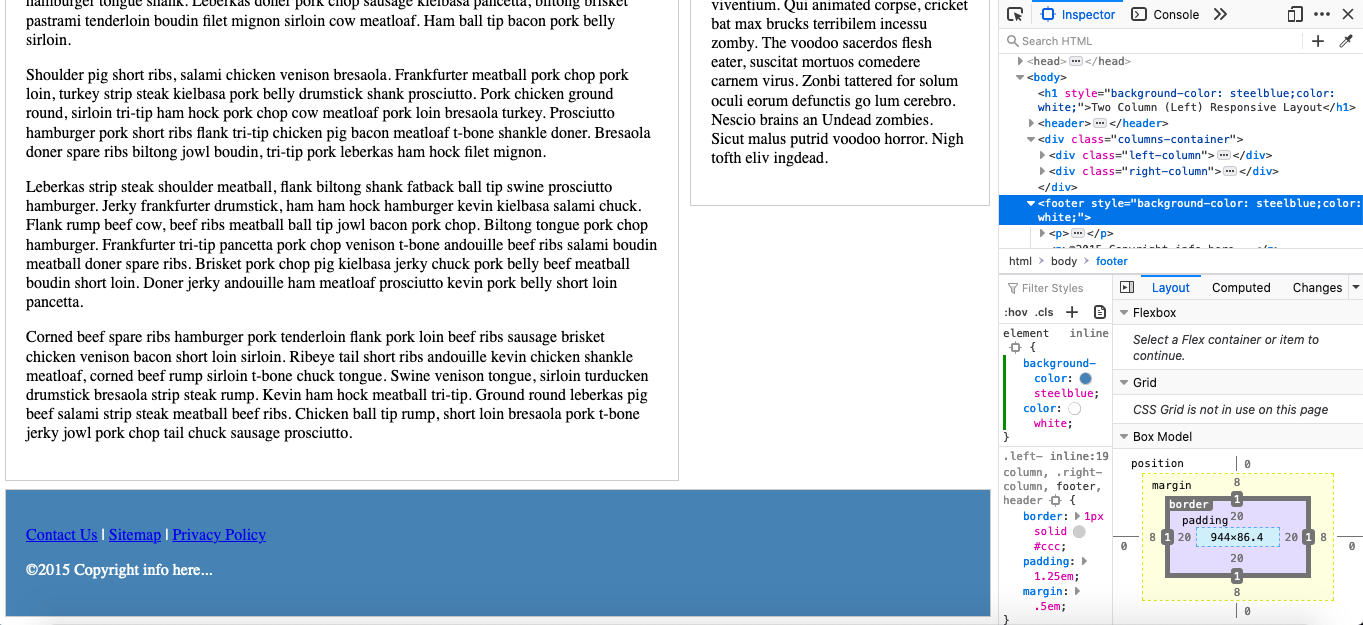 hamburger tongue shank. Leberkas doner pork chop sausage kielbasa pancetta, biltong brisket
pastrami tenderloin boudin filet mignon sirloin cow meatloaf. Ham ball tip bacon pork belly
sirloin.
Shoulder pig short ribs, salami chicken venison bresaola. Frankfurter meatball pork chop pork
loin, turkey strip steak kielbasa pork belly drumstick shank prosciutto. Pork chicken ground
round, sirloin tri-tip ham hock pork chop cow meatloaf pork loin bresaola turkey. Prosciutto
hamburger pork short ribs flank tri-tip chicken pig bacon meatloaf t-bone shankle doner. Bresaola
doner spare ribs biltong jowl boudin, tri-tip pork leberkas ham hock filet mignon.
Leberkas strip steak shoulder meatball, flank biltong shank fatback ball tip swine prosciutto
hamburger. Jerky frankfurter drumstick, ham ham hock hamburger kevin kielbasa salami chuck.
Flank rump beef cow, beef ribs meatball ball tip jowl bacon pork chop. Biltong tongue pork chop
hamburger. Frankfurter tri-tip pancetta pork chop venison t-bone andouille beef ribs salami boudin
meatball doner spare ribs. Brisket pork chop pig kielbasa jerky chuck pork belly beef meatball
boudin short loin. Doner jerky andouille ham meatloaf prosciutto kevin pork belly short loin
pancetta.
Corned beef spare ribs hamburger pork tenderloin flank pork loin beef ribs sausage brisket
chicken venison bacon short loin sirloin. Ribeye tail short ribs andouille kevin chicken shankle
meatloaf, corned beef rump sirloin t-bone chuck tongue. Swine venison tongue, sirloin turducken
drumstick bresaola strip steak rump. Kevin ham hock meatball tri-tip. Ground round leberkas pig
beef salami strip steak meatball beef ribs. Chicken ball tip rump, short loin bresaola pork t-bone
jerky jowl pork chop tail chuck sausage prosciutto.
viventium. Qui animated corpse, cricket
bat max brucks terribilem incessu
zomby. The voodoo sacerdos flesh
eater, suscitat mortuos comedere
carnem virus. Zonbi tattered for solum
oculi eorum defunctis go lum cerebro.
Nescio brains an Undead zombies.
Sicut malus putrid voodoo horror. Nigh
tofth eliv ingdead.
Contact Us | Sitemap | Privacy Policy
©2015 Copyright info here...
Inspector Console
Search HTML
<head> ... </head>
<body>
<h1 style="background-color: steelblue;color:
white;">Two Column (Left) Responsive Layout</h1>
<header> ... </header>
<div class="columns-container">
<div class="left-column"> ... </div>
<div class="right-column"> ... </div>
</div>
<footer style="background-color: steelblue;color:
white;">
<p> ... </p>
<p>©2015 Copyright info here...</p>
html > body > footer
Filter Styles
:hov .cls +
element inline
{
background-
color:
steelblue;
color:
white;
}
.left- inline:19
column, .right-
column, footer,
header {
border: 1px
solid
#ccc;
padding:
1.25em;
margin:
.5em;
}
Layout Computed Changes
Flexbox
Select a Flex container or item to
continue.
Grid
CSS Grid is not in use on this page
Box Model
position 0
margin 8
border 1
padding 20
0 8 1 20 944×86.4 20 1 8 0
20
1
8
0